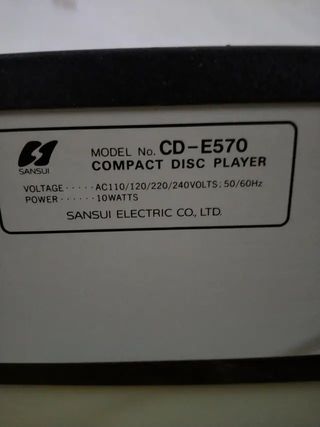 SANSUI
MODEL No. CD-E570
COMPACT DISC PLAYER
VOLTAGE ····· AC110/120/220/240VOLTS; 50/60Hz
POWER ······ 10WATTS
SANSUI ELECTRIC CO., LTD.